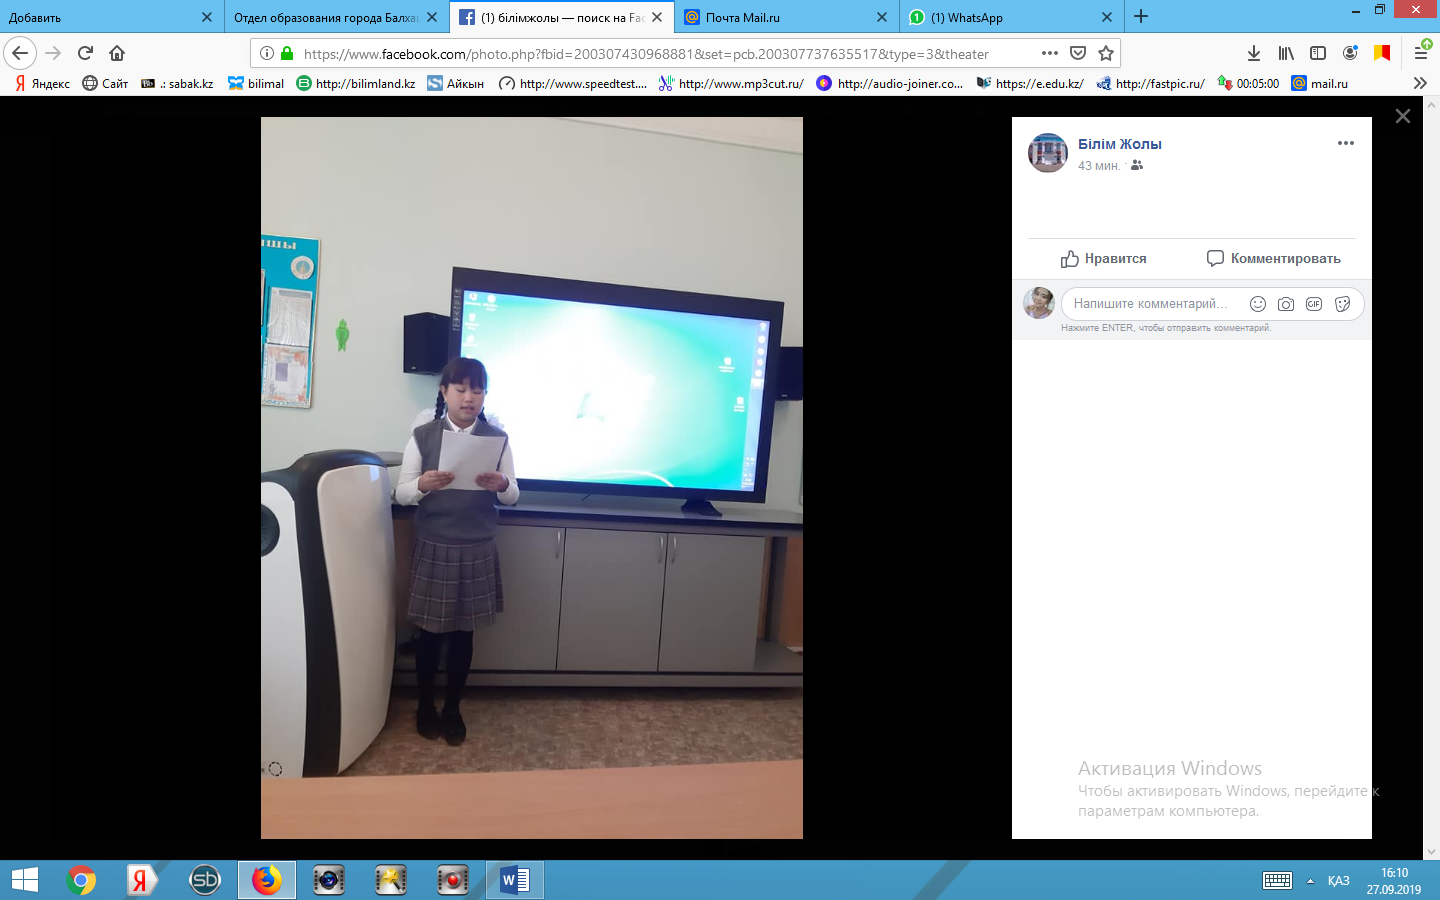 Добавить
Отдел образования города Балха
(1) білімжолы — поиск на Fac
Почта Mail.ru
(1) WhatsApp
https://www.facebook.com/photo.php?fbid=200307430968881&set=pcb.200307737635517&type=3&theater
Яндекс
Сайт
.: sabak.kz
bilimal
http://bilimland.kz
Айкын
http://www.speedtest....
http://www.mp3cut.ru/
http://audio-joiner.co...
https://e.edu.kz/
http://fastpic.ru/
00:05:00
mail.ru
Білім Жолы
43 мин. ·
Нравится
Комментировать
Напишите комментарий...
GIF
Нажмите ENTER, чтобы отправить комментарий.
Активация Windows
Чтобы активировать Windows, перейдите к
параметрам компьютера.
ҚАЗ
16:10
27.09.2019